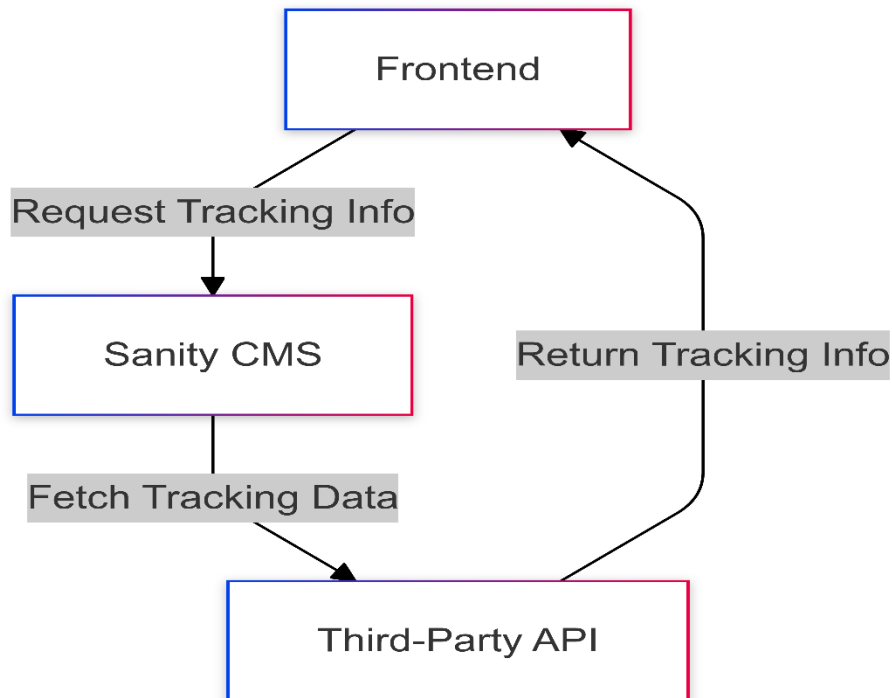 Frontend
Request Tracking Info
Sanity CMS
Return Tracking Info
Fetch Tracking Data
Third-Party API